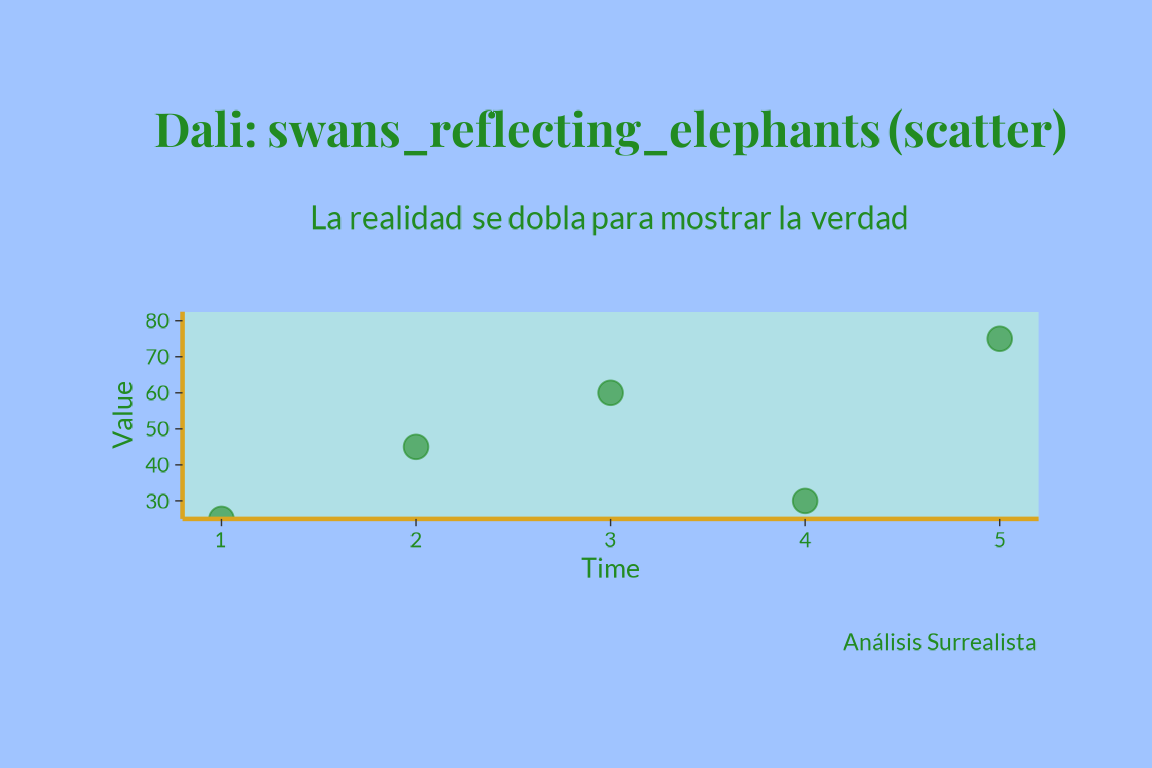 Dali: swans_reflecting_elephants (scatter)
La realidad se dobla para mostrar la verdad
80
70
60
50
40
30
Value
1 2 3 4 5
Time
Análisis Surrealista